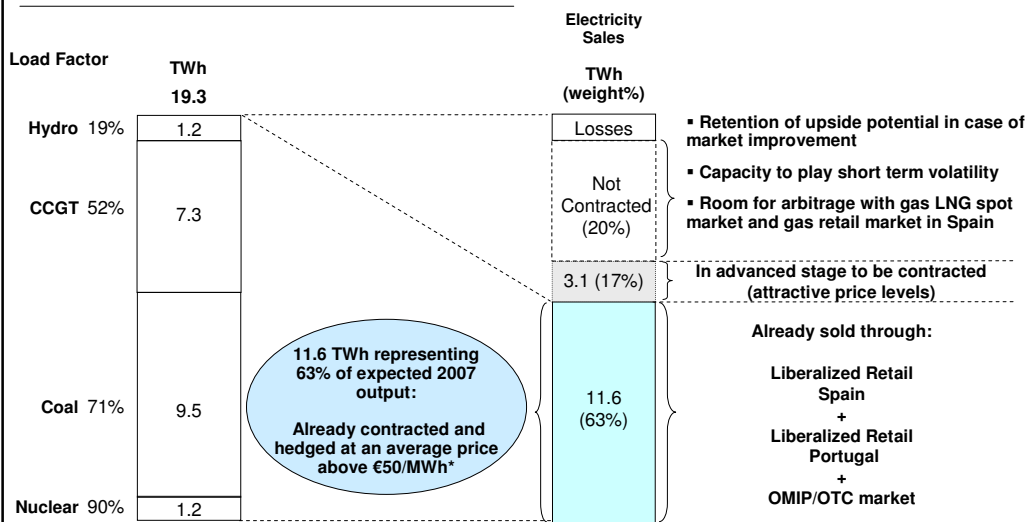 Electricity
Sales
Load Factor
TWh
19.3
TWh
(weight%)
Hydro 19%
1.2
Losses
▪ Retention of upside potential in case of
market improvement
▪ Capacity to play short term volatility
▪ Room for arbitrage with gas LNG spot
market and gas retail market in Spain
CCGT 52%
7.3
Not
Contracted
(20%)
3.1 (17%)
In advanced stage to be contracted
(attractive price levels)
11.6 TWh representing
63% of expected 2007
output:
Already contracted and
hedged at an average price
above €50/MWh*
Coal 71%
9.5
11.6
(63%)
Already sold through:
Liberalized Retail
Spain
+
Liberalized Retail
Portugal
+
OMIP/OTC market
Nuclear 90%
1.2